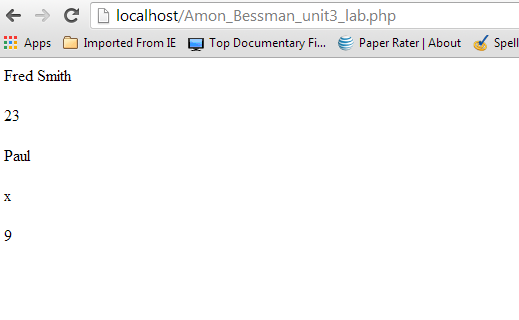 localhost/Amon_Bessman_unit3_lab.php
Apps Imported From IE Top Documentary Fi... Paper Rater | About Spell
Fred Smith
23
Paul
x
9